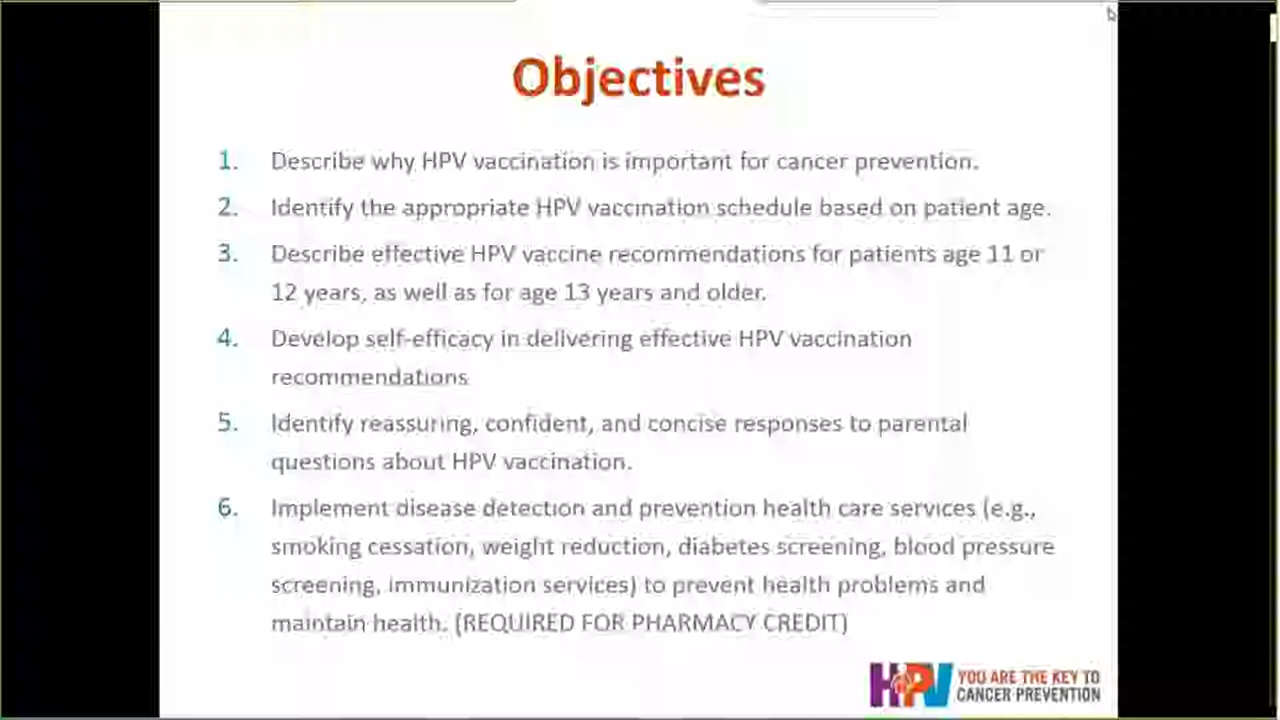 Objectives
1. Describe why HPV vaccination is important for cancer prevention.
2. Identify the appropriate HPV vaccination schedule based on patient age.
3. Describe effective HPV vaccine recommendations for patients age 11 or
12 years, as well as for age 13 years and older.
4. Develop self-efficacy in delivering effective HPV vaccination
recommendations
5. Identify reassuring, confident, and concise responses to parental
questions about HPV vaccination.
6. Implement disease detection and prevention health care services (e.g.,
smoking cessation, weight reduction, diabetes screening, blood pressure
screening, immunization services) to prevent health problems and
maintain health. (REQUIRED FOR PHARMACY CREDIT)
HPV YOU ARE THE KEY TO
CANCER PREVENTION